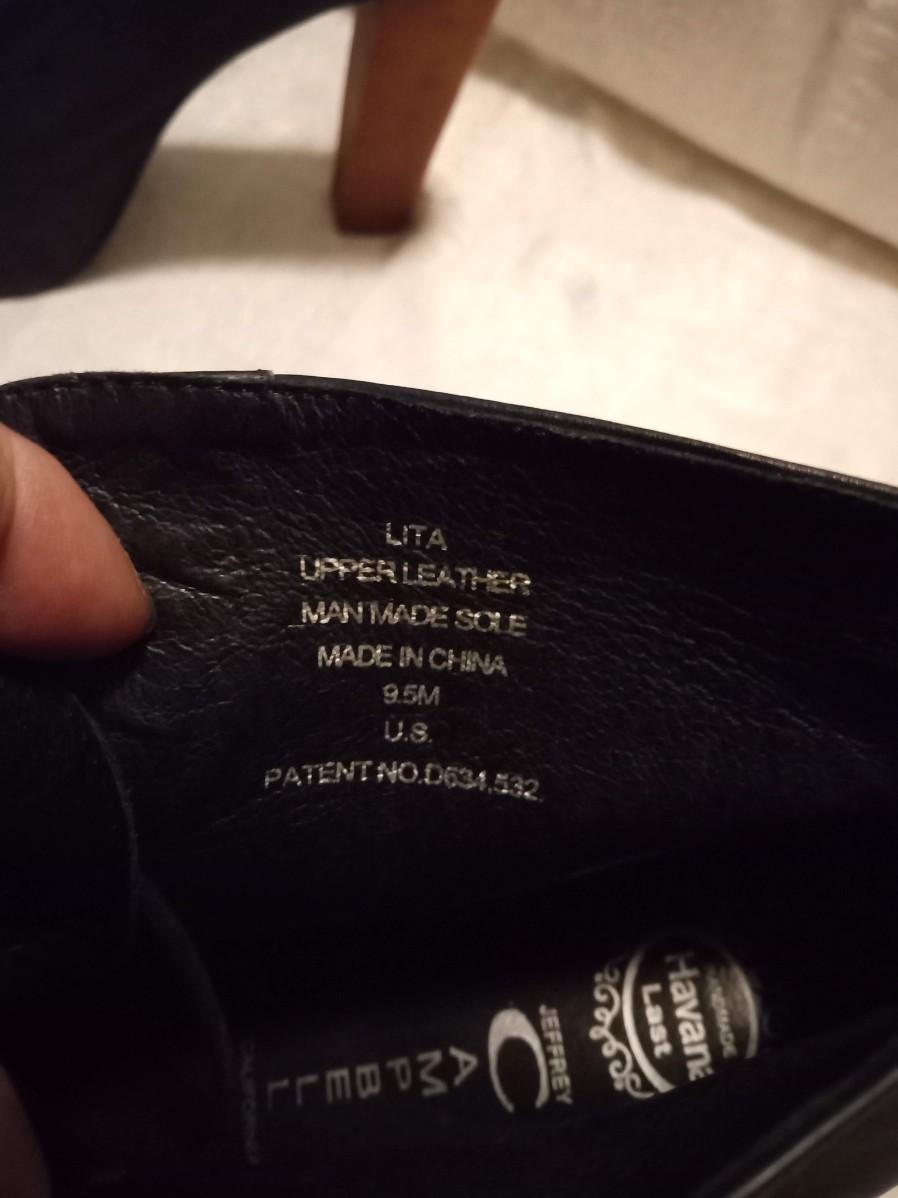 LITA
UPPER LEATHER
MAN MADE SOLE
MADE IN CHINA
9.5M
U.S.
PATENT NO.D634,532
HANDMADE
Havana
Last
JEFFREY
CAMPBELL